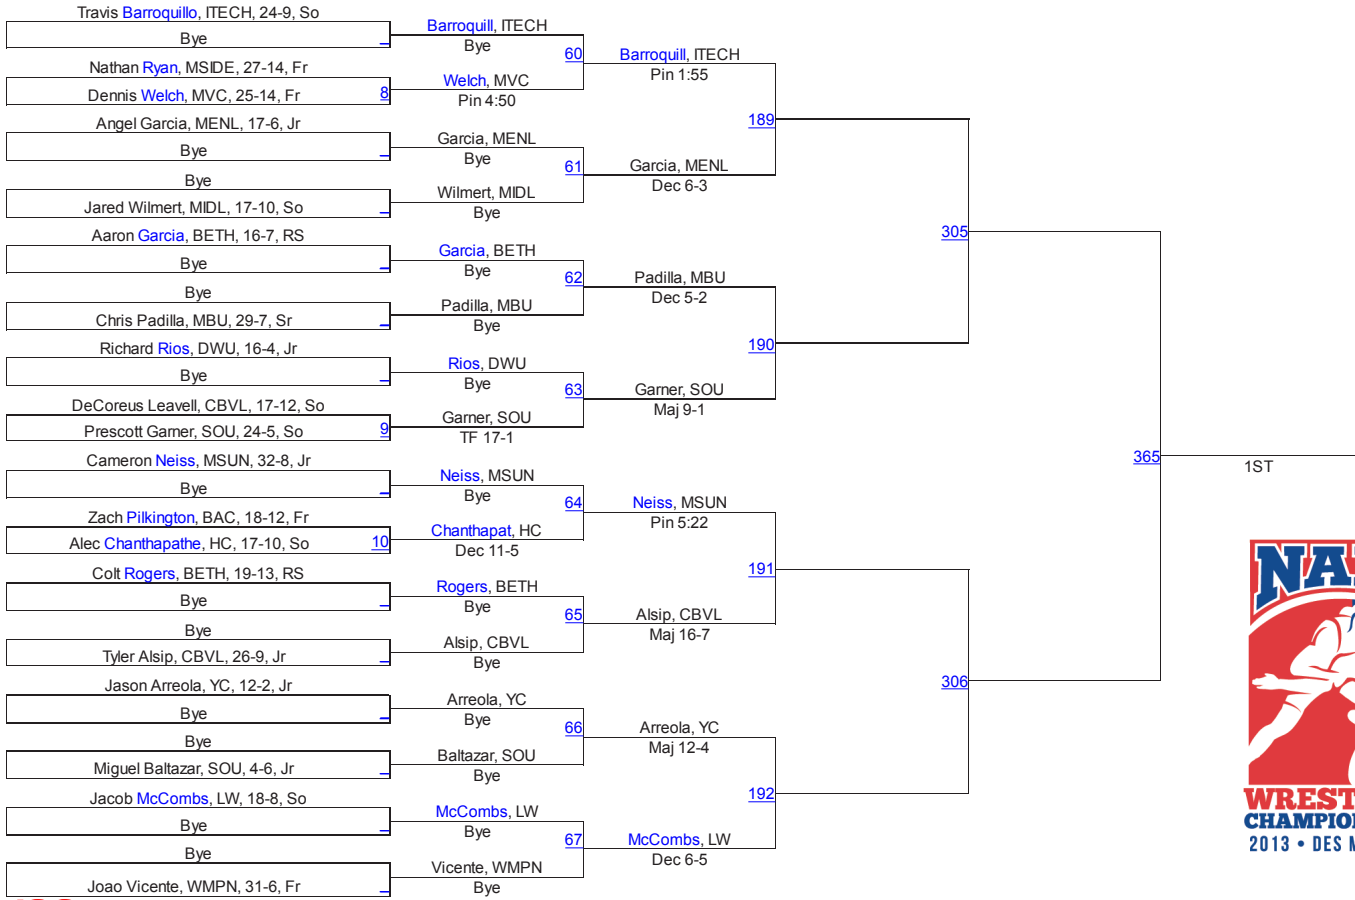 Travis Barroquillo, ITECH, 24-9, So
Bye
Nathan Ryan, MSIDE, 27-14, Fr
Dennis Welch, MVC, 25-14, Fr
8
Angel Garcia, MENL, 17-6, Jr
Bye
Bye
Jared Wilmert, MIDL, 17-10, So
Aaron Garcia, BETH, 16-7, RS
Bye
Bye
Chris Padilla, MBU, 29-7, Sr
Richard Rios, DWU, 16-4, Jr
Bye
DeCoreus Leavell, CBVL, 17-12, So
Prescott Garner, SOU, 24-5, So
9
Cameron Neiss, MSUN, 32-8, Jr
Bye
Zach Pilkington, BAC, 18-12, Fr
Alec Chanthapathe, HC, 17-10, So
10
Colt Rogers, BETH, 19-13, RS
Bye
Bye
Tyler Alsip, CBVL, 26-9, Jr
Jason Arreola, YC, 12-2, Jr
Bye
Bye
Miguel Baltazar, SOU, 4-6, Jr
Jacob McCombs, LW, 18-8, So
Bye
Bye
Joao Vicente, WMPN, 31-6, Fr
Barroquill, ITECH
Bye
60
Welch, MVC
Pin 4:50
Garcia, MENL
Bye
61
Wilmert, MIDL
Bye
Garcia, BETH
Bye
62
Padilla, MBU
Bye
Rios, DWU
Bye
63
Garner, SOU
TF 17-1
Neiss, MSUN
Bye
64
Chanthapat, HC
Dec 11-5
Rogers, BETH
Bye
65
Alsip, CBVL
Bye
Arreola, YC
Bye
66
Baltazar, SOU
Bye
McCombs, LW
Bye
67
Vicente, WMPN
Bye
Barroquill, ITECH
Pin 1:55
189
Garcia, MENL
Dec 6-3
Padilla, MBU
Dec 5-2
190
Garner, SOU
Maj 9-1
Neiss, MSUN
Pin 5:22
191
Alsip, CBVL
Maj 16-7
Arreola, YC
Maj 12-4
192
McCombs, LW
Dec 6-5
305
306
365
1ST
NA
WREST
CHAMPIO
2013 • DES M